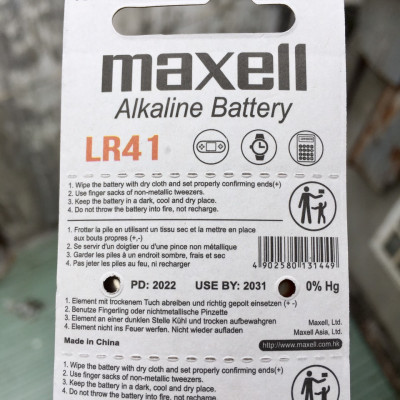 maxell
Alkaline Battery
LR41
1. Wipe the battery with dry cloth and set properly confirming ends(+)
2. Use finger sacks of non-metallic tweezers.
3. Keep the battery in a dark, cool and dry place.
4. Do not throw the battery into fire, not recharge.
1. Frotter la pile en utilisant un tissu sec et la mettre en place
aux bouts propres (+,-)
2. Se servir d'un doigtier ou d'une pince non métallique
3. Garder les piles à un endroit sombre, frais et sec
4. Pas jeter les piles au feu, ni recharger.
4 902580 131449
PD: 2022 USE BY: 2031 0% Hg
1. Element mit trockenem Tuch abreiben und richtig gepolt einsetzen (+ -)
2. Benutze Fingerling oder nichtmetallische Pinzette
3. Element an einer dunklen Stelle Kühl und trocken aufbewahren
4. Element nicht ins Feuer werfen. Nicht wieder aufladen
Maxell, Ltd.
Maxell Asia, Ltd.
Made in China
http://www.maxell.com.hk
1. Wipe the battery with dry cloth and set properly confirming ends(+)
2. Use finger sacks of non-metallic tweezers.
3. Keep the battery in a dark, cool and dry place.
4. Do not throw the battery into fire, not recharge.